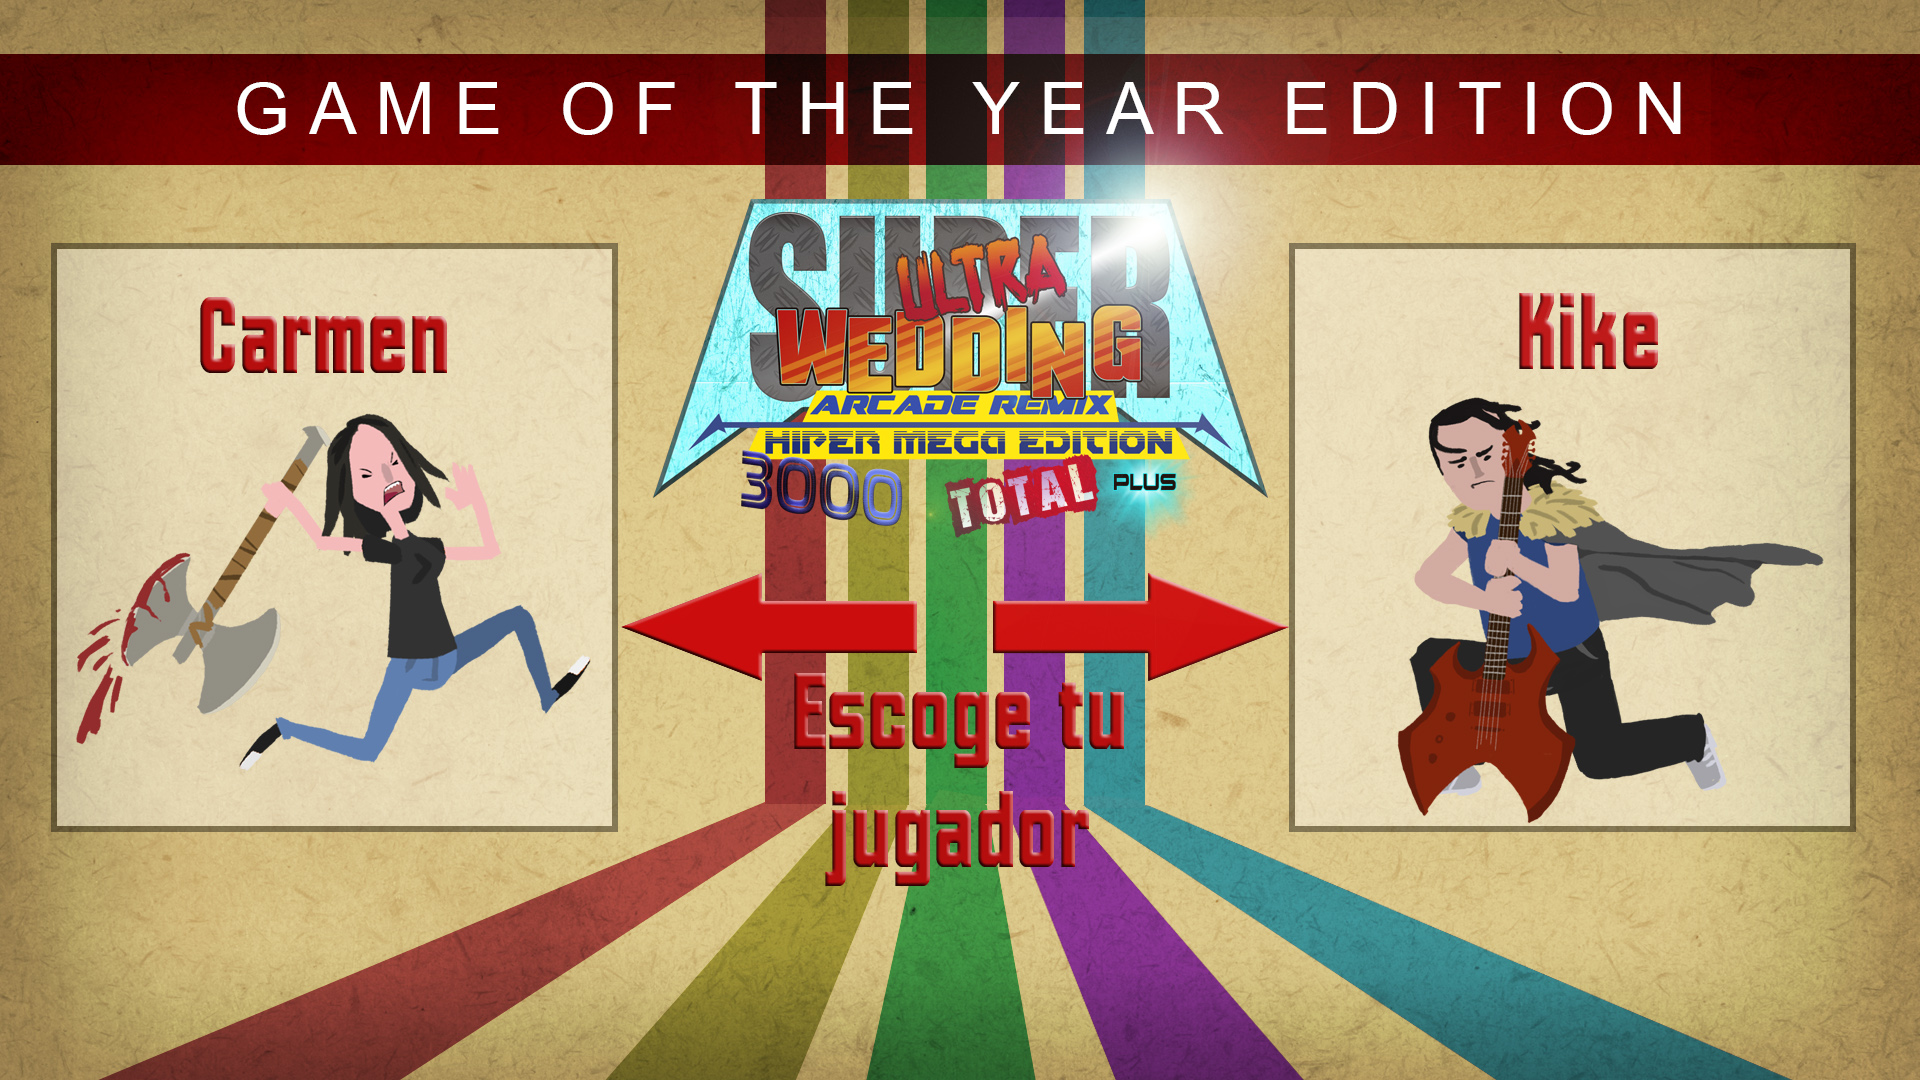 GAME OF THE YEAR EDITION
SUPER
ULTRA
WEDDING
ARCADE REMIX
HIPER MEGA EDITION
3000 TOTAL PLUS
Carmen
Kike
Escoge tu
jugador